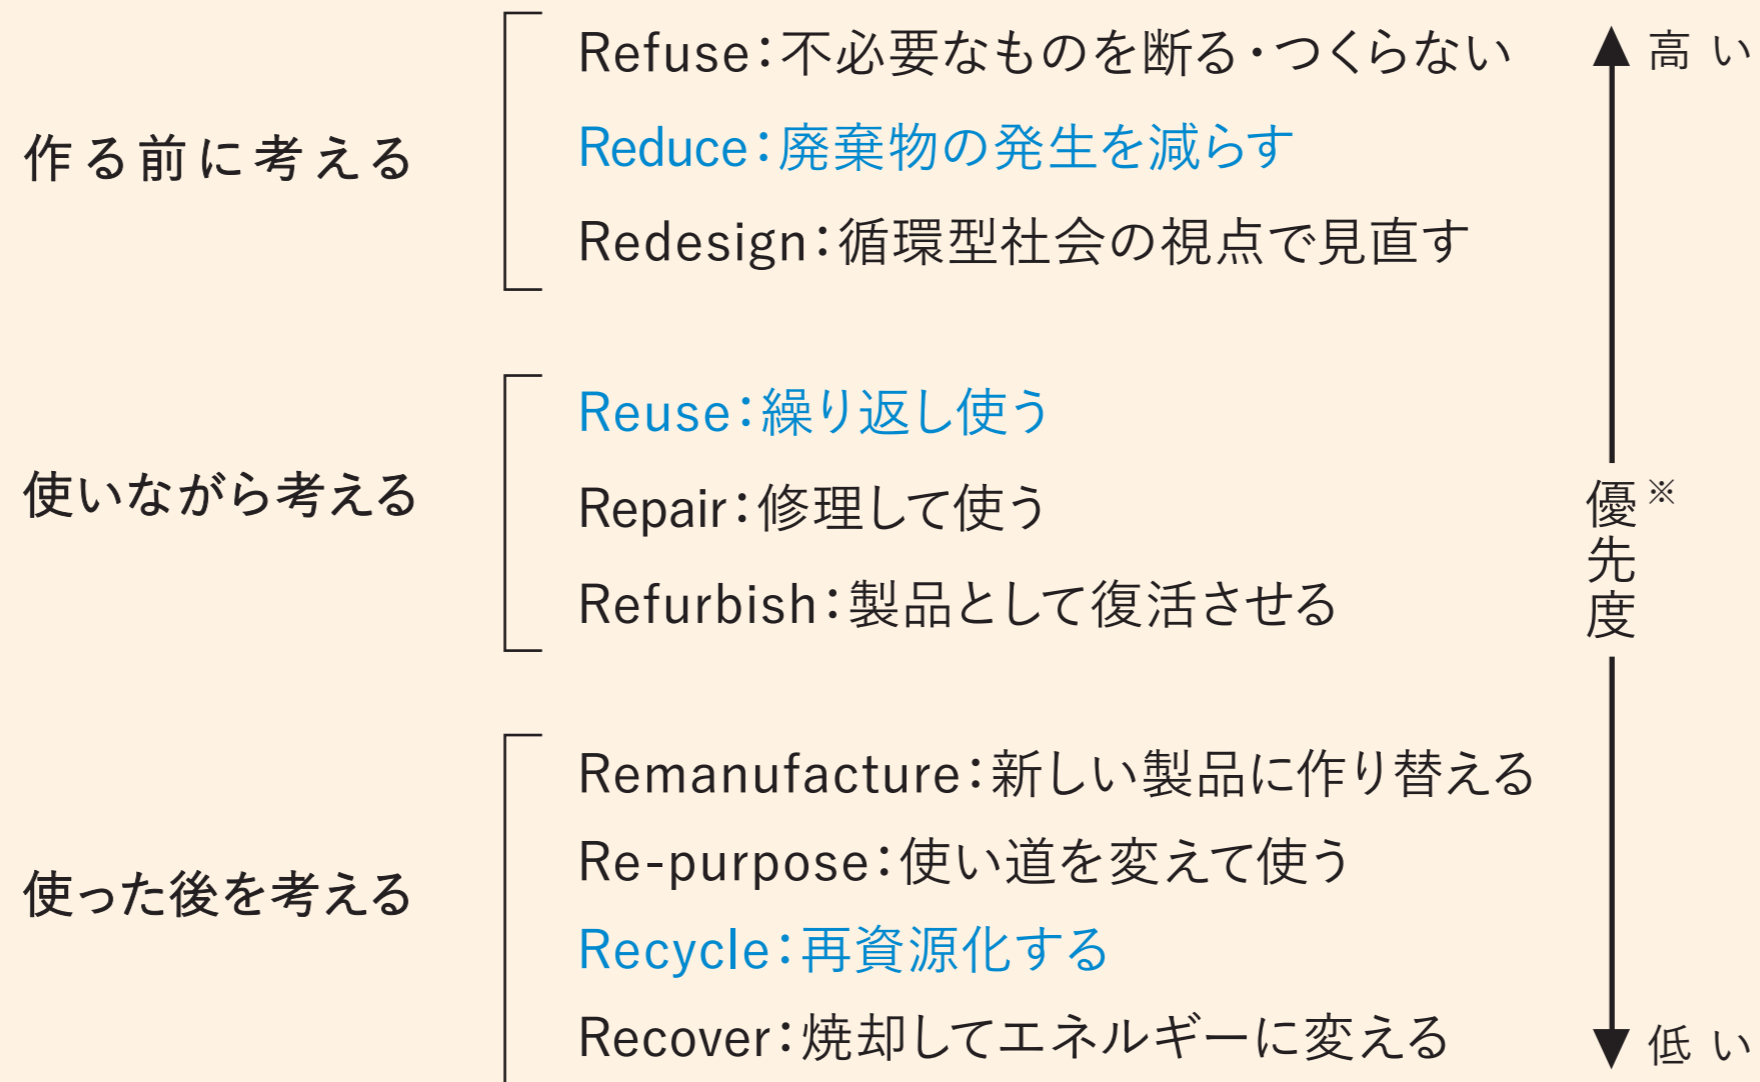 作る前に考える
Refuse：不必要なものを断る・つくらない
Reduce：廃棄物の発生を減らす
Redesign：循環型社会の視点で見直す
使いながら考える
Reuse：繰り返し使う
Repair：修理して使う
Refurbish：製品として復活させる
使った後を考える
Remanufacture：新しい製品に作り替える
Re-purpose：使い道を変えて使う
Recycle：再資源化する
Recover：焼却してエネルギーに変える
高い
優先度※
低い